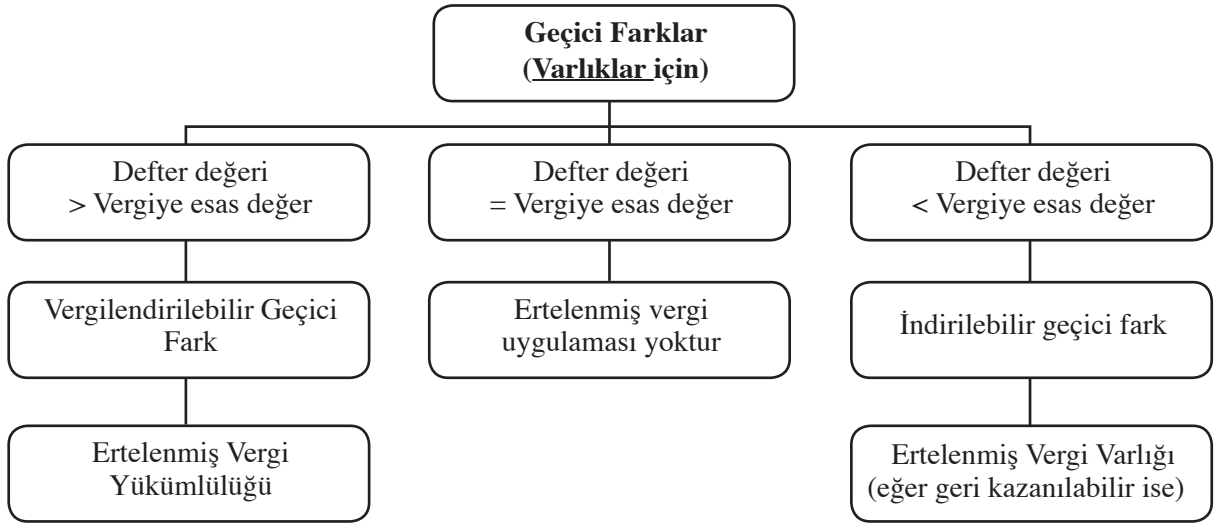 Geçici Farklar
(Varlıklar için)
Defter değeri
> Vergiye esas değer
Defter değeri
= Vergiye esas değer
Defter değeri
< Vergiye esas değer
Vergilendirilebilir Geçici
Fark
Ertelenmiş vergi
uygulaması yoktur
İndirilebilir geçici fark
Ertelenmiş Vergi
Yükümlülüğü
Ertelenmiş Vergi Varlığı
(eğer geri kazanılabilir ise)